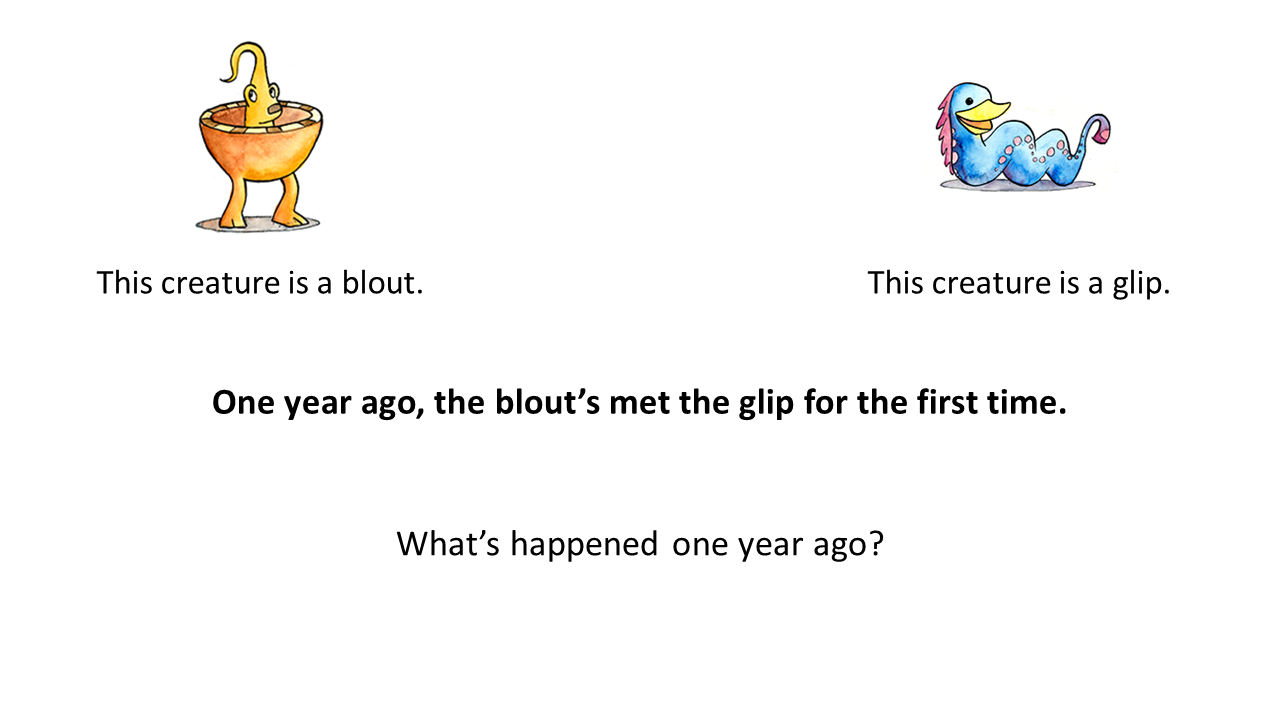 This creature is a blout.
This creature is a glip.
One year ago, the blout’s met the glip for the first time.
What’s happened one year ago?